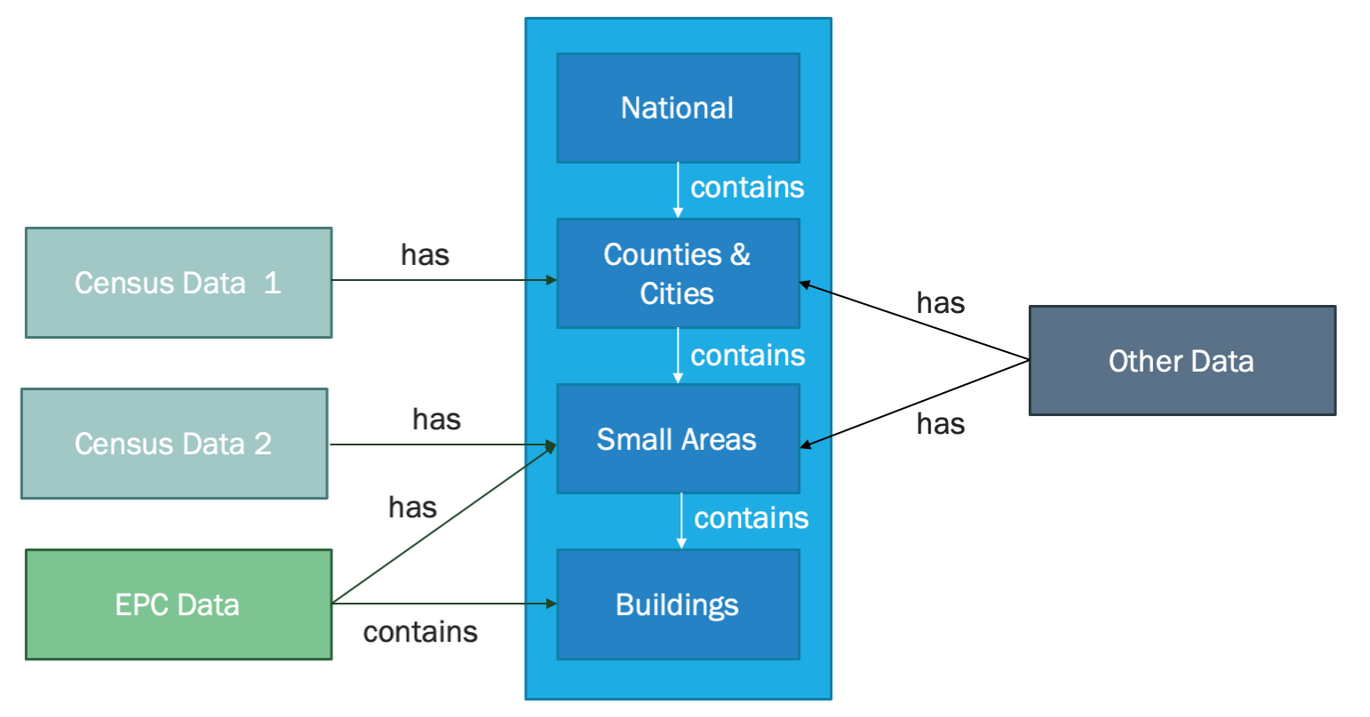 National
contains
Census Data 1
has
Counties &
Cities
has
Other Data
contains
Census Data 2
has
Small Areas
has
has
contains
EPC Data
contains
Buildings